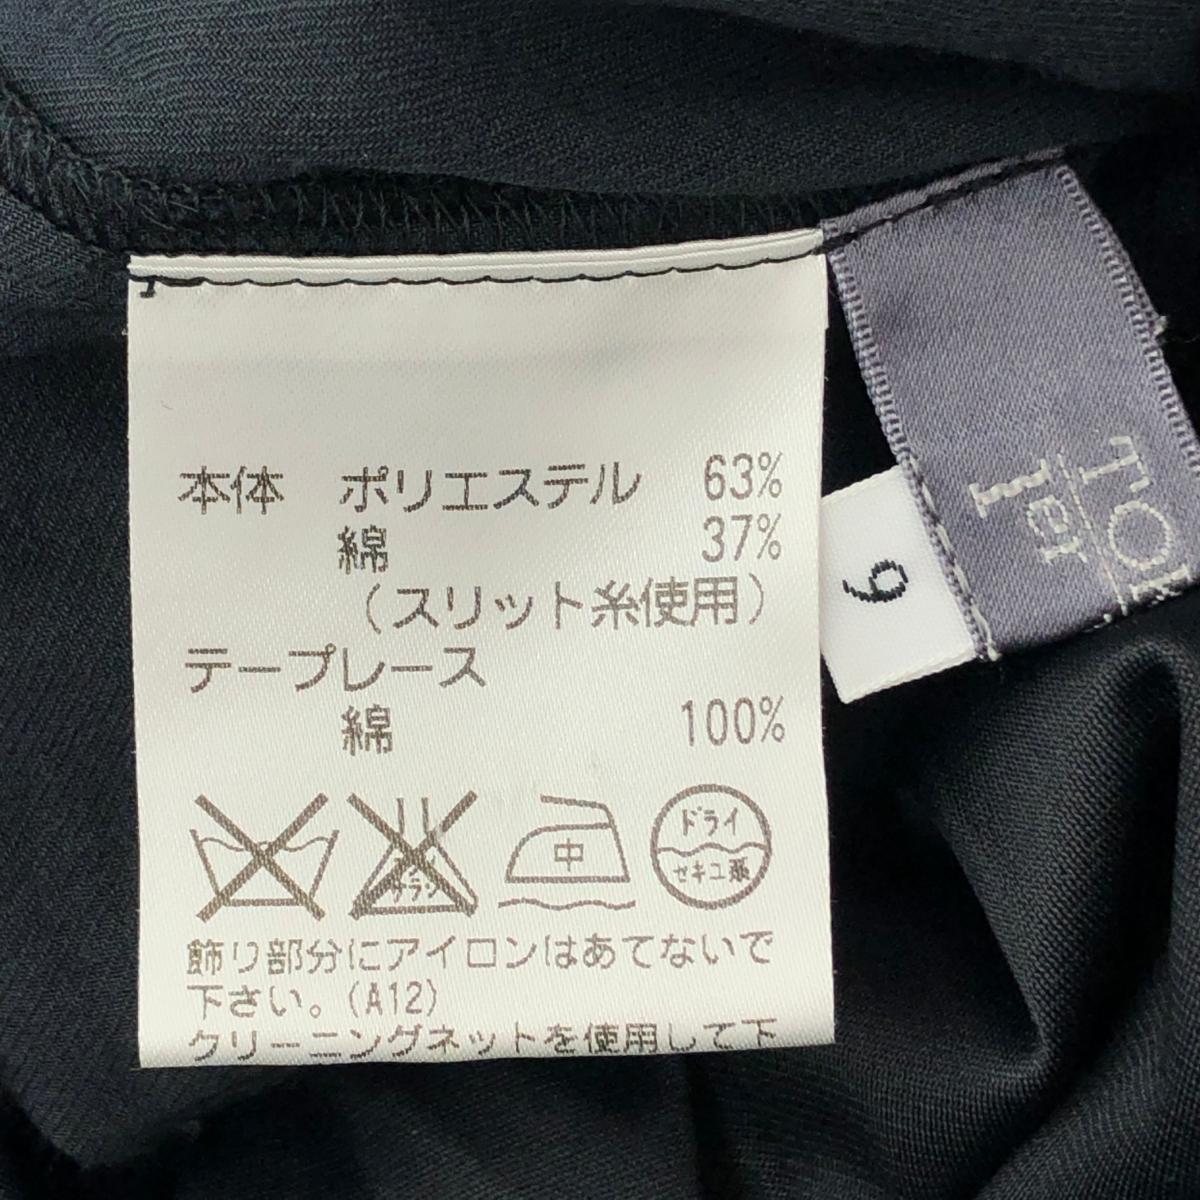 本体 ポリエステル 63%
綿 37%
(スリット糸使用)
テープレース
綿 100%
サラシ
中
ドライ
セキユ系
飾り部分にアイロンはあてないで
下さい。(A12)
クリーニングネットを使用して下
9